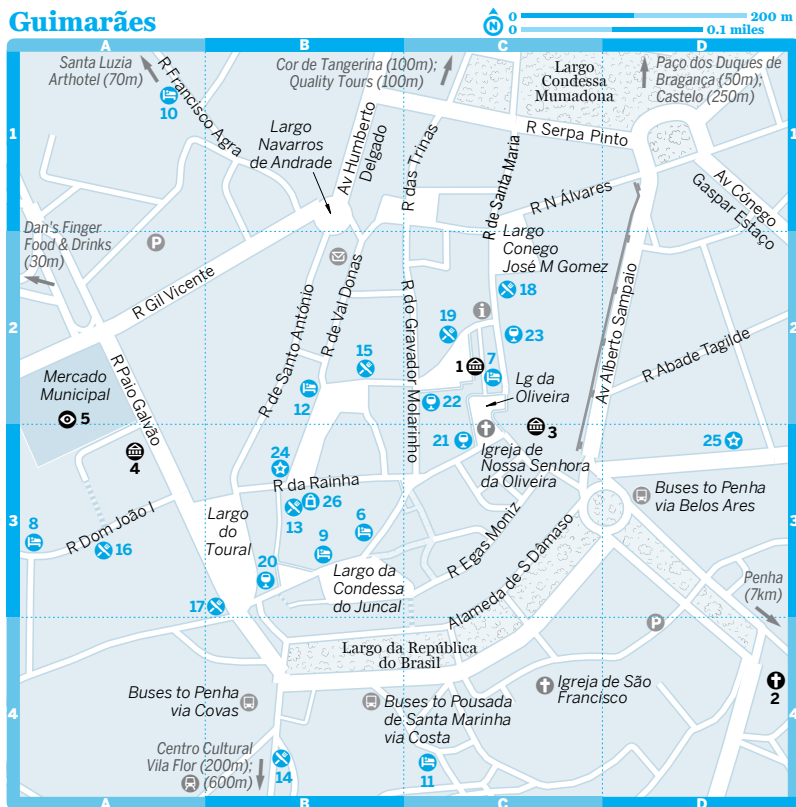 Guimarães
N
0 200 m
0 0.1 miles
A B C D
1
2
3
4
Santa Luzia
Arthotel (70m)
R Francisco Agra
10
Cor de Tangerina (100m);
Quality Tours (100m)
Largo
Condessa
Mumadona
Paço dos Duques de
Bragança (50m);
Castelo (250m)
Largo
Navarros
de Andrade
Av Humberto
Delgado
R das Trinas
R de Santa Maria
R Serpa Pinto
R N Álvares
Av Cónego
Gaspar Estaço
Dan's Finger
Food & Drinks
(30m)
P
R Gil Vicente
Largo
Conego
José M Gomez
18
R de Santo António
R de Val Donas
R do Gravador Molarinho
19
i
23
Av Alberto Sampaio
R Abade Tagilde
15
1
7
Mercado
Municipal
5
R Paio Galvão
12
22
Lg da
Oliveira
4
24
21
3
25
Igreja de
Nossa Senhora
da Oliveira
R da Rainha
26
13
6
9
8
R Dom João I
16
Largo
do
Toural
20
17
Largo da
Condessa
do Juncal
R Egas Moniz
Alameda de S Dâmaso
Buses to Penha
via Belos Ares
Penha
(7km)
P
Largo da República
do Brasil
Buses to Penha
via Covas
Buses to Pousada
de Santa Marinha
via Costa
Igreja de São
Francisco
2
Centro Cultural
Vila Flor (200m);
(600m)
14
11
1
2
3
4
A B C D